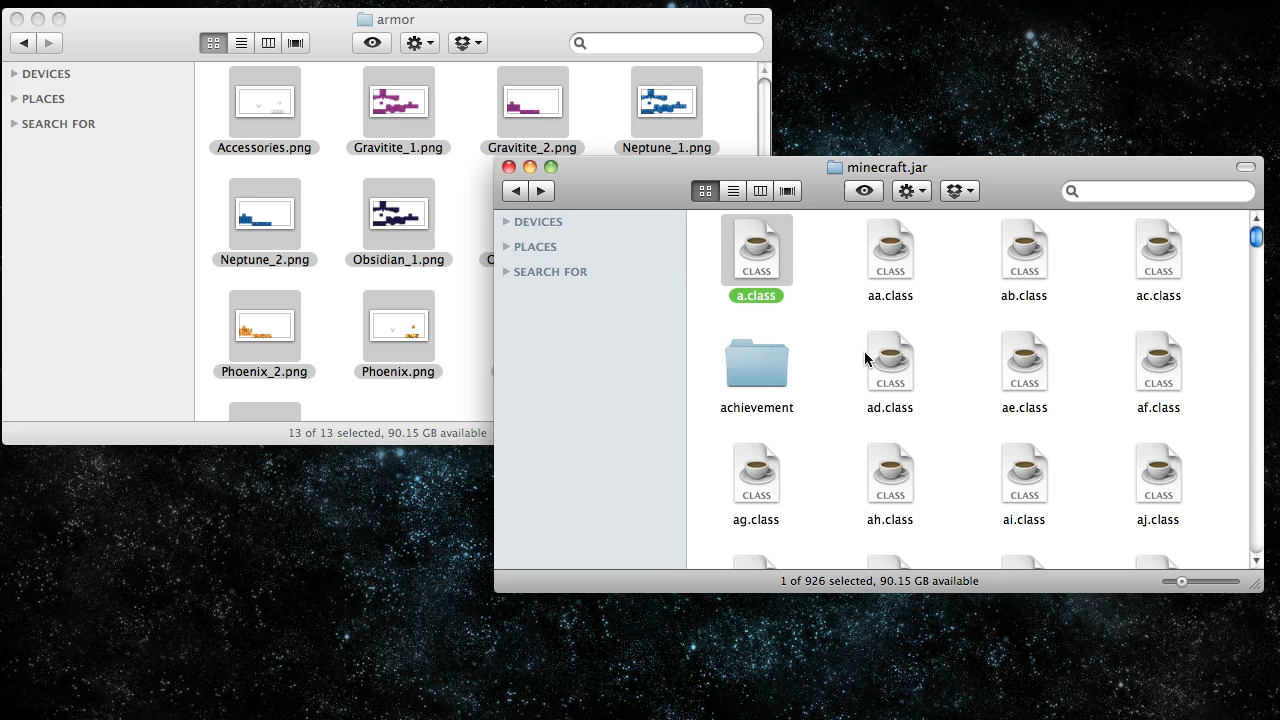 armor
DEVICES
PLACES
SEARCH FOR
Accessories.png
Gravitite_1.png
Gravitite_2.png
Neptune_1.png
Neptune_2.png
Obsidian_1.png
Phoenix_2.png
Phoenix.png
13 of 13 selected, 90.15 GB available
minecraft.jar
DEVICES
PLACES
SEARCH FOR
CLASS
CLASS
CLASS
CLASS
a.class
aa.class
ab.class
ac.class
CLASS
CLASS
CLASS
achievement
ad.class
ae.class
af.class
CLASS
CLASS
CLASS
CLASS
ag.class
ah.class
ai.class
aj.class
1 of 926 selected, 90.15 GB available